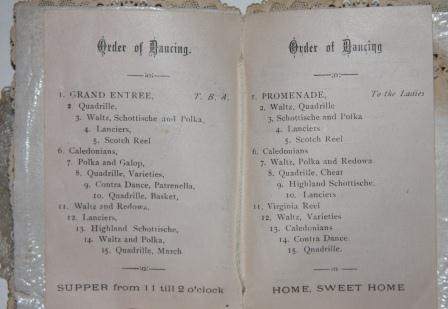 Order of Dancing.
1. GRAND ENTREE, T. B. A.
2 Quadrille,
3. Waltz, Schottische and Polka,
4. Lanciers,
5. Scotch Reel
6. Caledonians,
7. Polka and Galop,
8. Quadrille, Varieties,
9. Contra Dance, Patrenella,
10. Quadrille, Basket,
11. Waltz and Redowa.
12. Lanciers,
13. Highland Schottische,
14. Waltz and Polka,
15. Quadrille, March
SUPPER from 11 till 2 o'clock
Order of Dancing
1. PROMENADE, To the Ladies
2. Waltz, Quadrille
3. Schottische and Polka
4. Lanciers
5. Scotch Reel
6. Caledonians
7. Waltz, Polka and Redowa
8. Quadrille, Cheat
9. Highland Schottische.
10. Lanciers
11. Virginia Reel
12. Waltz, Varieties
13. Caledonians
14. Contra Dance
15. Quadrille.
HOME, SWEET HOME